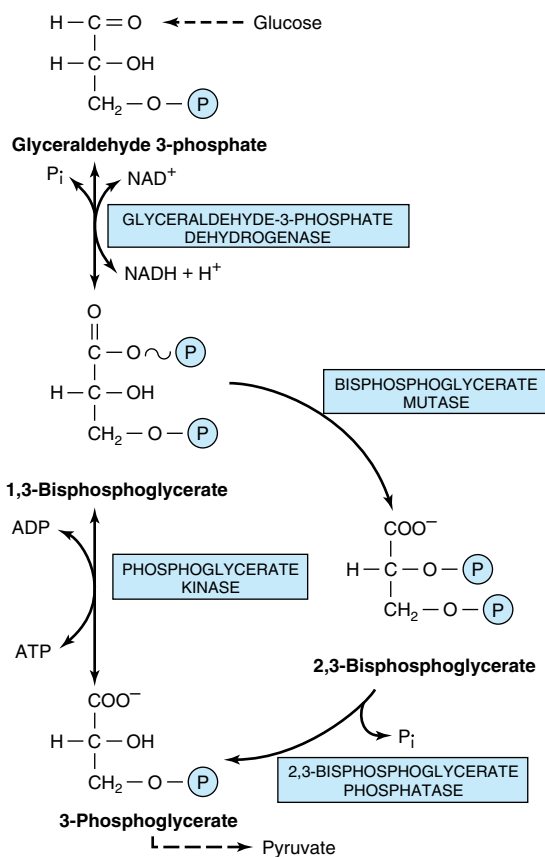 H — C = O
Glucose
H — C — OH
CH₂ — O — P
Glyceraldehyde 3-phosphate
Pi
NAD⁺
GLYCERALDEHYDE-3-PHOSPHATE
DEHYDROGENASE
NADH + H⁺
O
C — O ~ P
H — C — OH
CH₂ — O — P
BISPHOSPHOGLYCERATE
MUTASE
1,3-Bisphosphoglycerate
ADP
PHOSPHOGLYCERATE
KINASE
ATP
COO⁻
H — C — O — P
CH₂ — O — P
2,3-Bisphosphoglycerate
Pi
2,3-BISPHOSPHOGLYCERATE
PHOSPHATASE
COO⁻
H — C — OH
CH₂ — O — P
3-Phosphoglycerate
Pyruvate